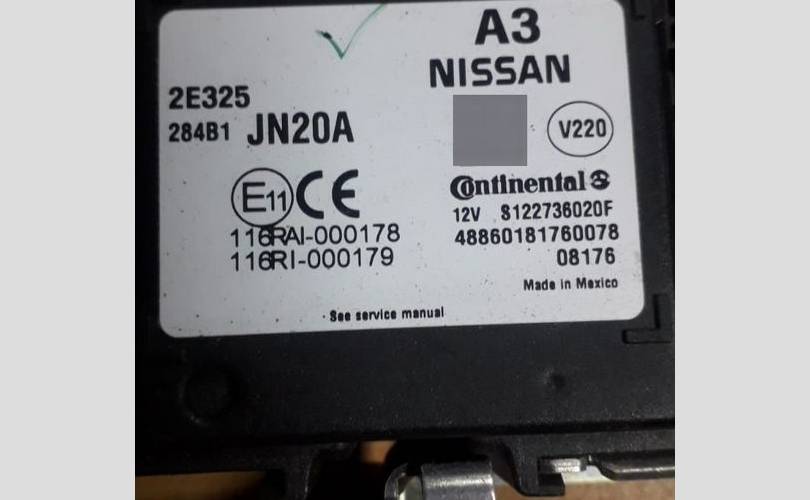 A3
NISSAN
2E325
284B1 JN20A
V220
E11 CE
Continental
12V S122736020F
116RAI-000178
48860181760078
116RI-000179
08176
Made in Mexico
See service manual